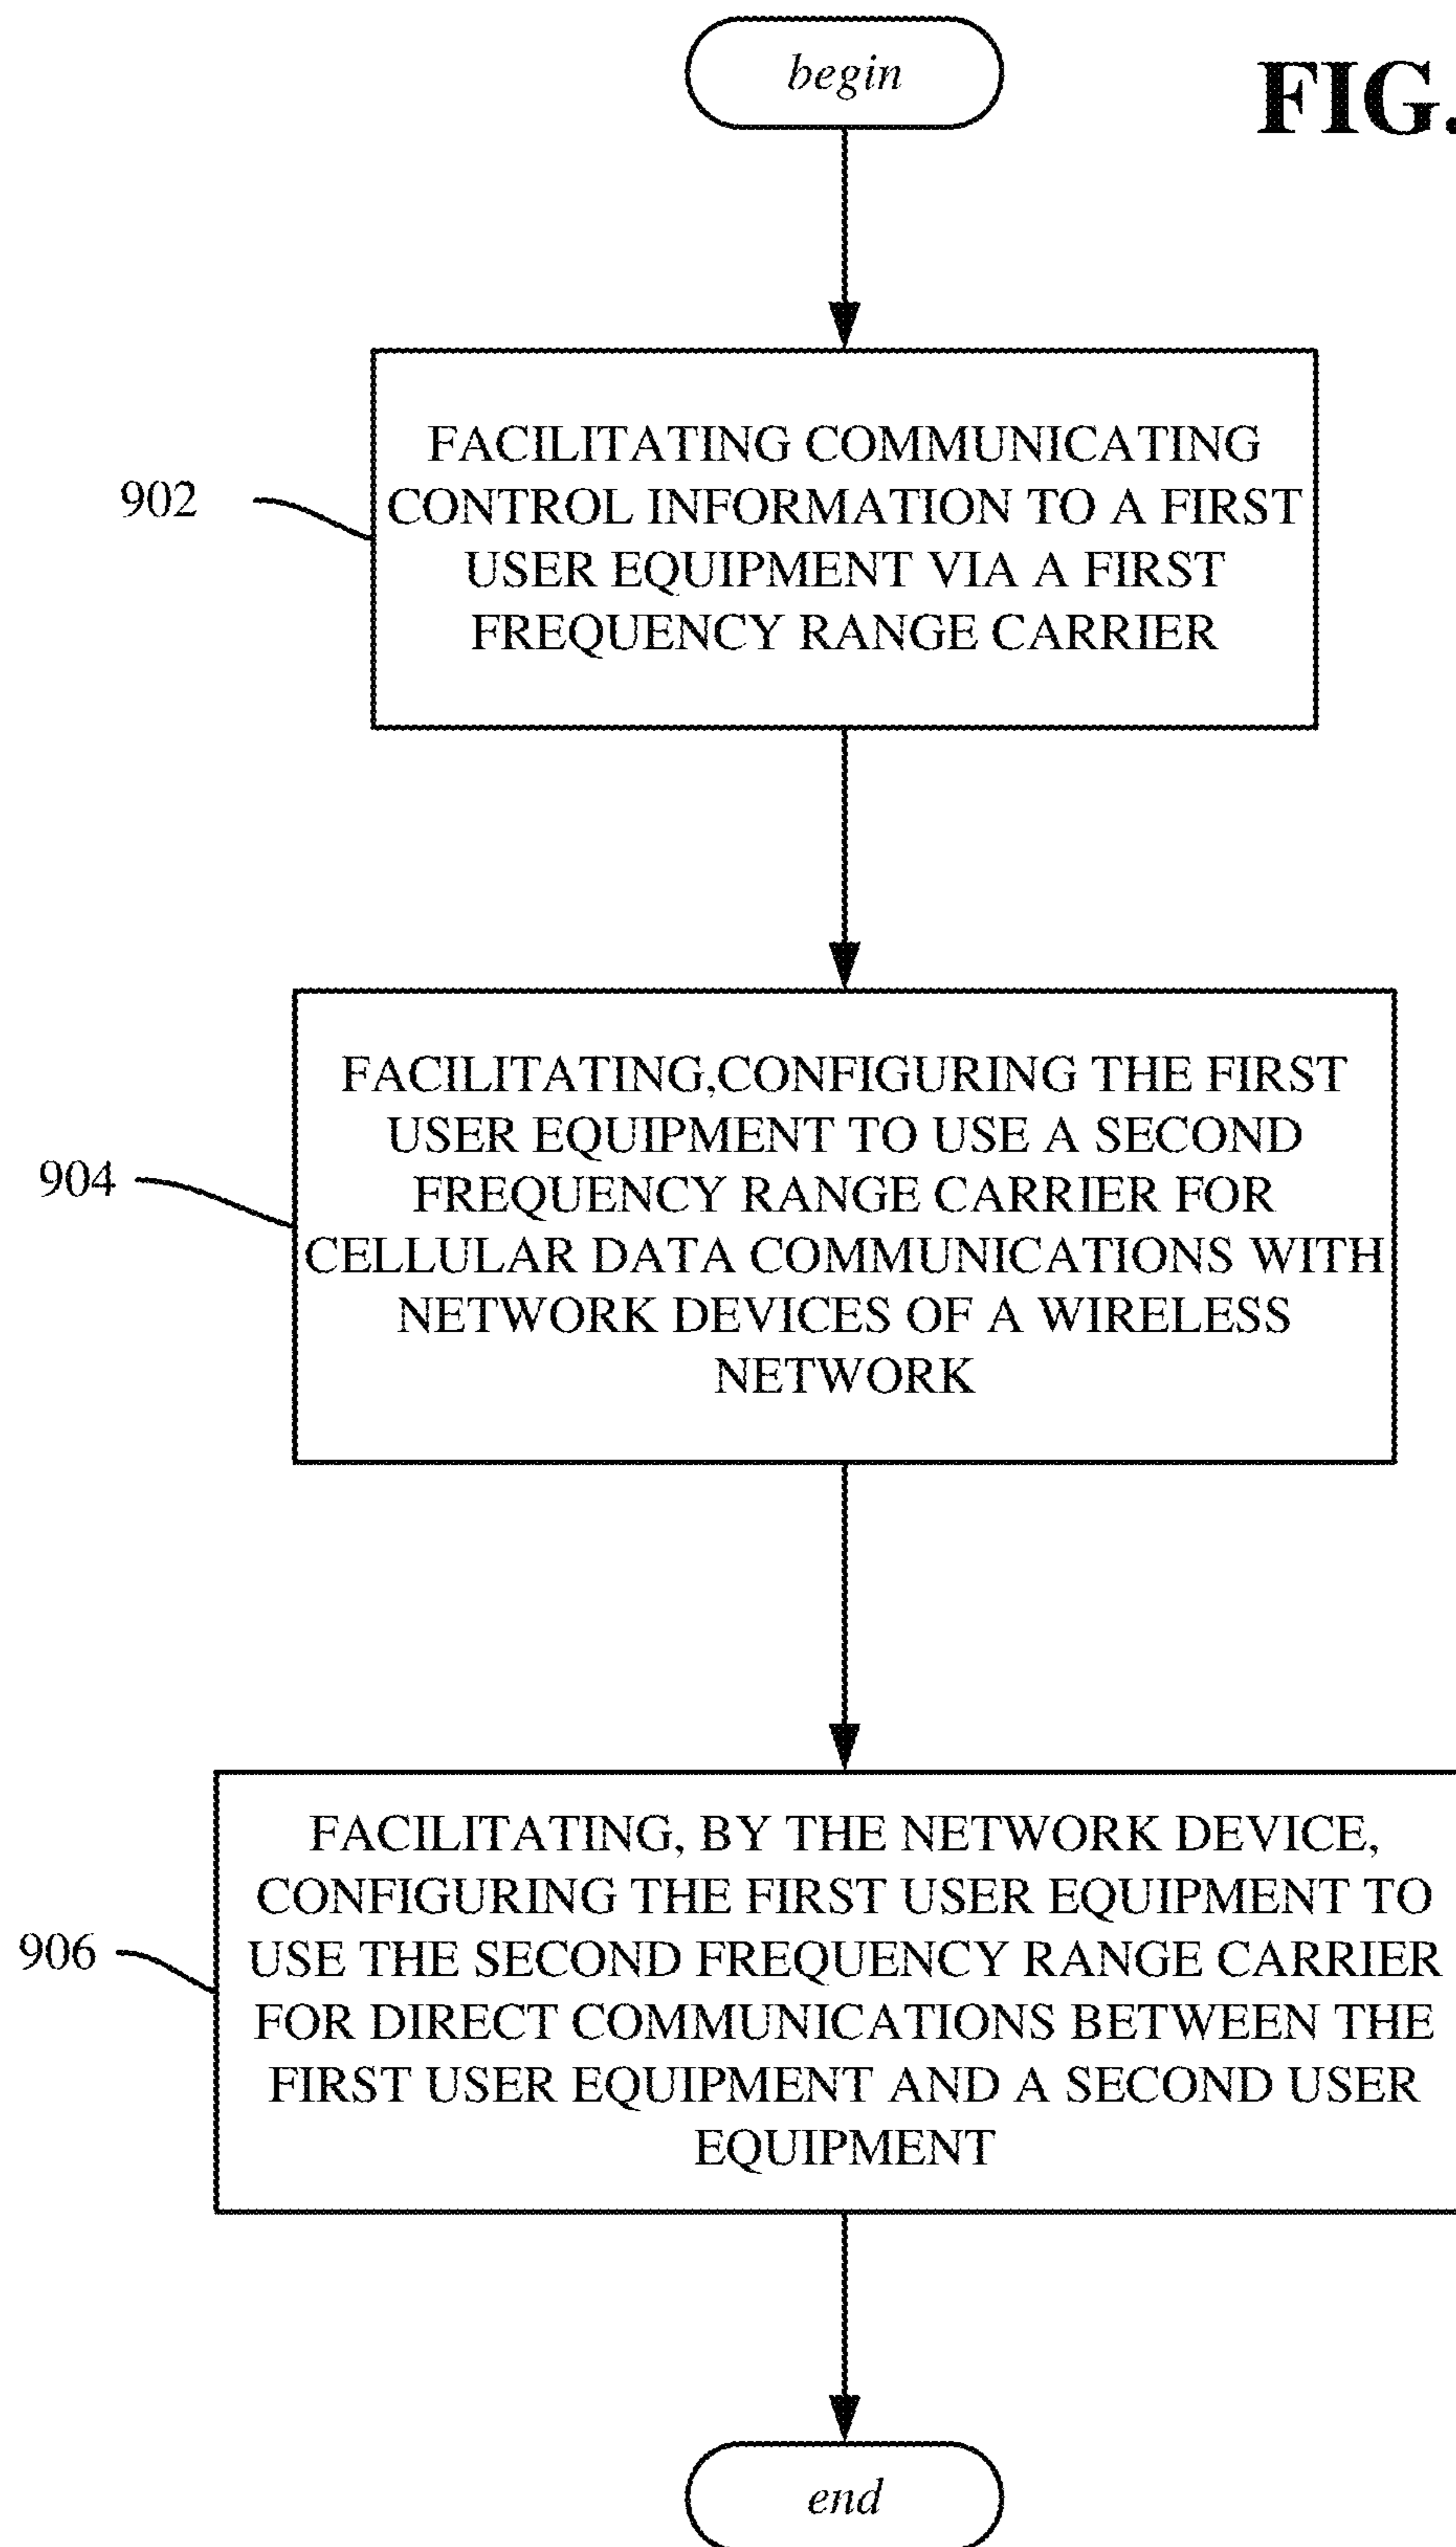 begin
FIG.
902
FACILITATING COMMUNICATING
CONTROL INFORMATION TO A FIRST
USER EQUIPMENT VIA A FIRST
FREQUENCY RANGE CARRIER
904
FACILITATING,CONFIGURING THE FIRST
USER EQUIPMENT TO USE A SECOND
FREQUENCY RANGE CARRIER FOR
CELLULAR DATA COMMUNICATIONS WITH
NETWORK DEVICES OF A WIRELESS
NETWORK
906
FACILITATING, BY THE NETWORK DEVICE,
CONFIGURING THE FIRST USER EQUIPMENT TO
USE THE SECOND FREQUENCY RANGE CARRIER
FOR DIRECT COMMUNICATIONS BETWEEN THE
FIRST USER EQUIPMENT AND A SECOND USER
EQUIPMENT
end